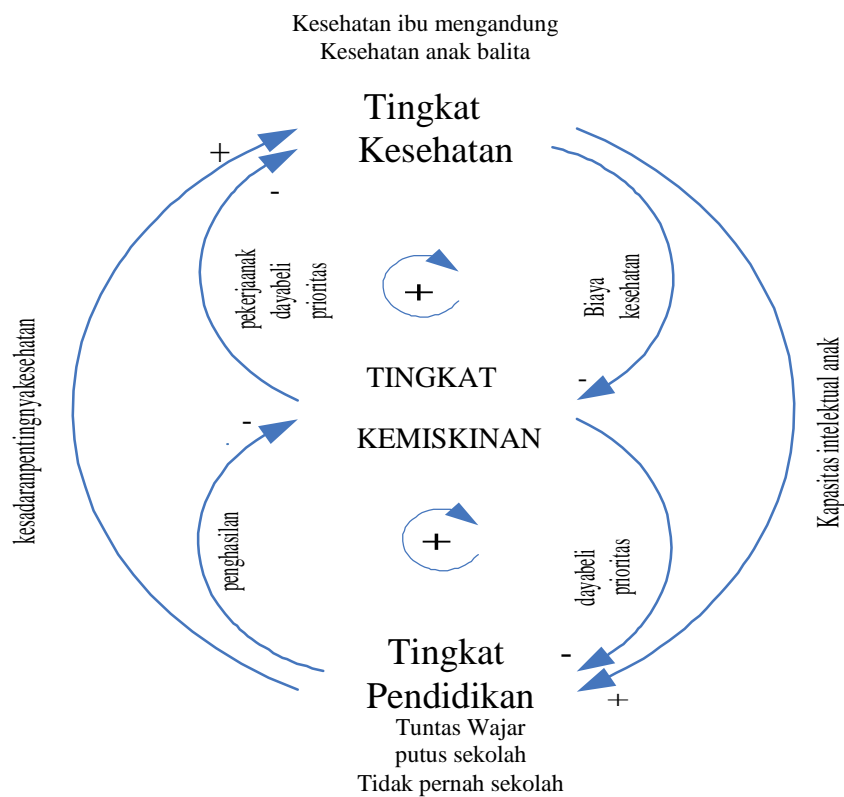 Kesehatan ibu mengandung
Kesehatan anak balita
Tingkat
Kesehatan
+
-
pekerjaanak
dayabeli
prioritas
+
Biaya
kesehatan
kesadaranpentingnyakesehatan
TINGKAT
-
KEMISKINAN
-
Kapasitas intelektual anak
penghasilan
+
dayabeli
prioritas
Tingkat
-
Pendidikan
+
Tuntas Wajar
putus sekolah
Tidak pernah sekolah